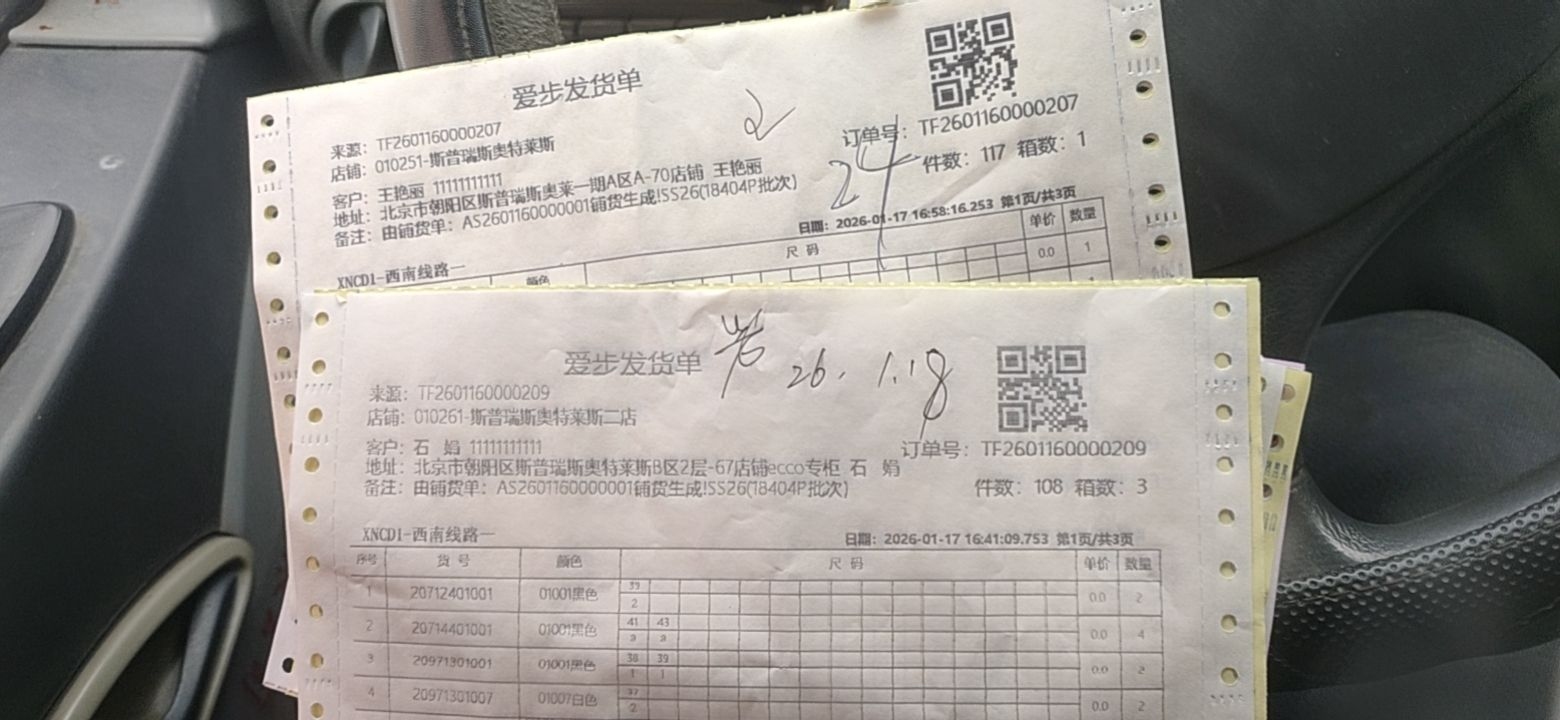 爱步发货单
2
来源：TF2601160000207
店铺：010251-斯普瑞斯奥特莱斯
订单号：TF2601160000207
客户：王艳丽 11111111111
地址：北京市朝阳区斯普瑞斯奥莱一期A区A-70店铺 王艳丽
24
件数：117 箱数：1
备注：由铺货单：AS2601160000001铺货生成!SS26(18404P批次)
日期：2026-01-17 16:58:16.253 第1页/共3页
XNCD1-西南线路一
颜色 尺 码 单价 数量
0.0 1
爱步发货单
26.1.18
来源：TF2601160000209
店铺：010261-斯普瑞斯奥特莱斯二店
客户：石 娟 11111111111
订单号：TF2601160000209
地址：北京市朝阳区斯普瑞斯奥特莱斯B区2层-67店铺ecco专柜 石 娟
备注：由铺货单：AS2601160000001铺货生成!SS26(18404P批次)
件数：108 箱数：3
XNCD1-西南线路一
日期：2026-01-17 16:41:09.753 第1页/共3页
序号 货 号 颜色 尺 码 单价 数量
1 20712401001 01001黑色 39 2 0.0 2
2 20714401001 01001黑色 41 43 0.0 4
3 20971301001 01001黑色 38 39 1 1 0.0 2
4 20971301007 01007白色 37 2 0.0 2